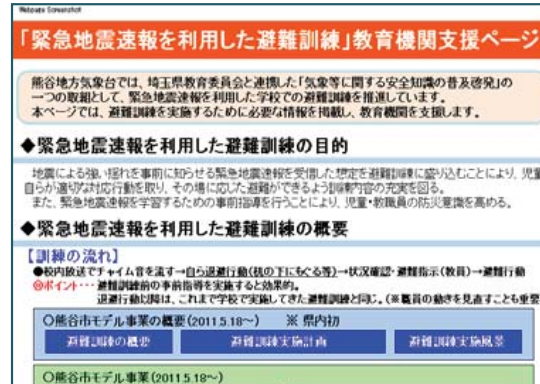 Webpage Screenshot
「緊急地震速報を利用した避難訓練」教育機関支援ページ
熊谷地方気象台では、埼玉県教育委員会と連携した「気象等に関する安全知識の普及啓発」の
一つの取組として、緊急地震速報を利用した学校での避難訓練を推進しています。
本ページでは、避難訓練を実施するために必要な情報を掲載し、教育機関を支援します。
◆緊急地震速報を利用した避難訓練の目的
地震による強い揺れを事前に知らせる緊急地震速報を受信した想定を避難訓練に盛り込むことにより、児童
自らが適切な対応行動を取り、その場に応じた避難ができるよう訓練内容の充実を図る。
また、緊急地震速報を学習するための事前指導を行うことにより、児童・教職員の防災意識を高める。
◆緊急地震速報を利用した避難訓練の概要
【訓練の流れ】
●校内放送でチャイム音を流す→自ら退避行動(机の下にもぐる等)→状況確認・避難指示(教員)→避難行動
◎ポイント・・・避難訓練前の事前指導を実施すると効果的。
退避行動以降は、これまで学校で実施してきた避難訓練と同じ。(※職員の動きを見直すことも重要
○熊谷市モデル事業の概要(2011.5.18～) ※ 県内初
避難訓練の概要 避難訓練実施計画 避難訓練実施風景
○熊谷市モデル事業(2011.5.18～)